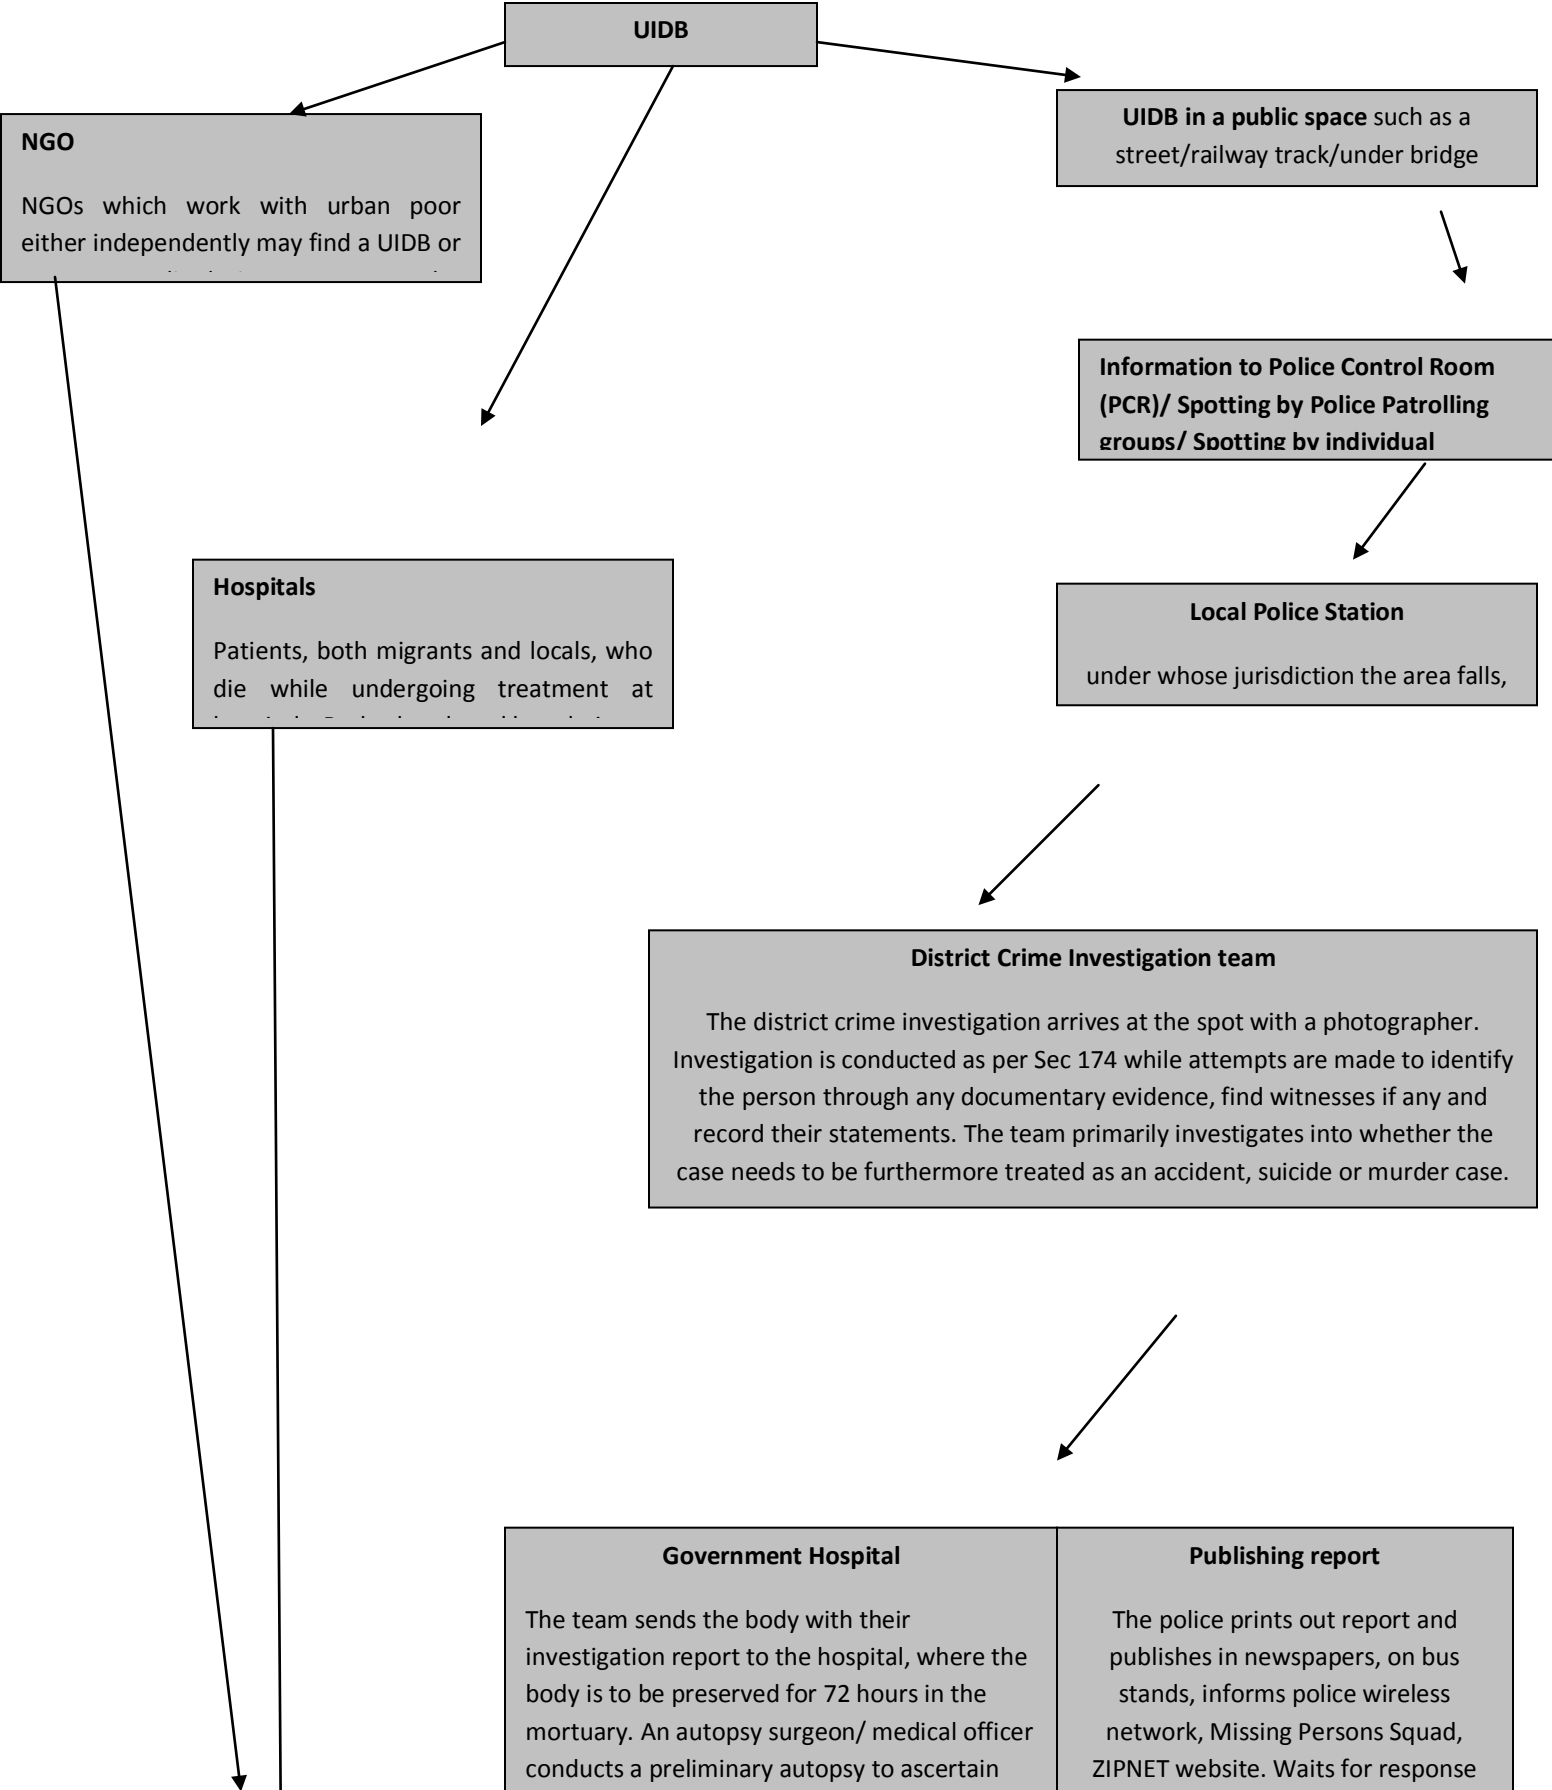 UIDB
NGO
NGOs which work with urban poor
either independently may find a UIDB or
UIDB in a public space such as a
street/railway track/under bridge
Information to Police Control Room
(PCR)/ Spotting by Police Patrolling
groups/ Spotting by individual
Hospitals
Patients, both migrants and locals, who
die while undergoing treatment at
Local Police Station
under whose jurisdiction the area falls,
District Crime Investigation team
The district crime investigation arrives at the spot with a photographer.
Investigation is conducted as per Sec 174 while attempts are made to identify
the person through any documentary evidence, find witnesses if any and
record their statements. The team primarily investigates into whether the
case needs to be furthermore treated as an accident, suicide or murder case.
Government Hospital
The team sends the body with their
investigation report to the hospital, where the
body is to be preserved for 72 hours in the
mortuary. An autopsy surgeon/ medical officer
conducts a preliminary autopsy to ascertain
Publishing report
The police prints out report and
publishes in newspapers, on bus
stands, informs police wireless
network, Missing Persons Squad,
ZIPNET website. Waits for response